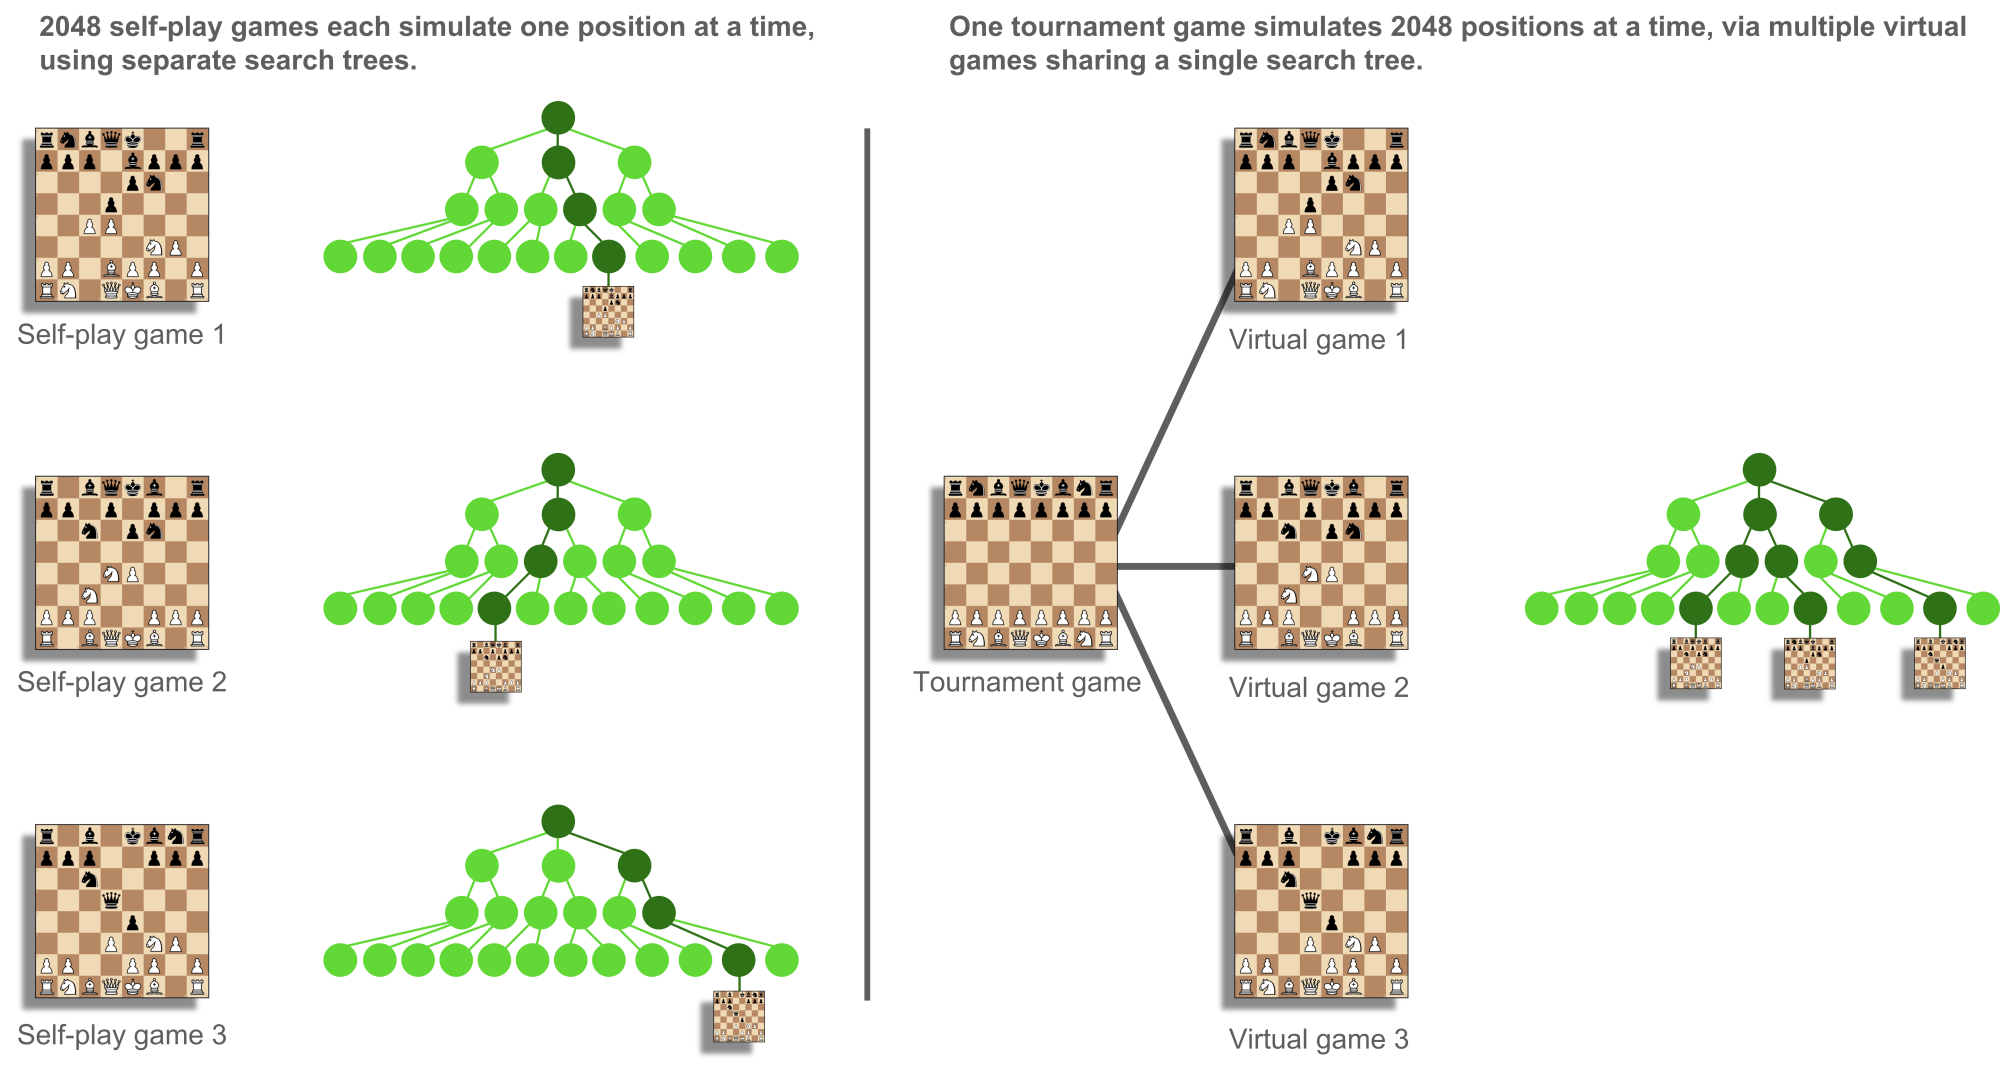 2048 self-play games each simulate one position at a time,
using separate search trees.
Self-play game 1
Self-play game 2
Self-play game 3
One tournament game simulates 2048 positions at a time, via multiple virtual
games sharing a single search tree.
Tournament game
Virtual game 1
Virtual game 2
Virtual game 3